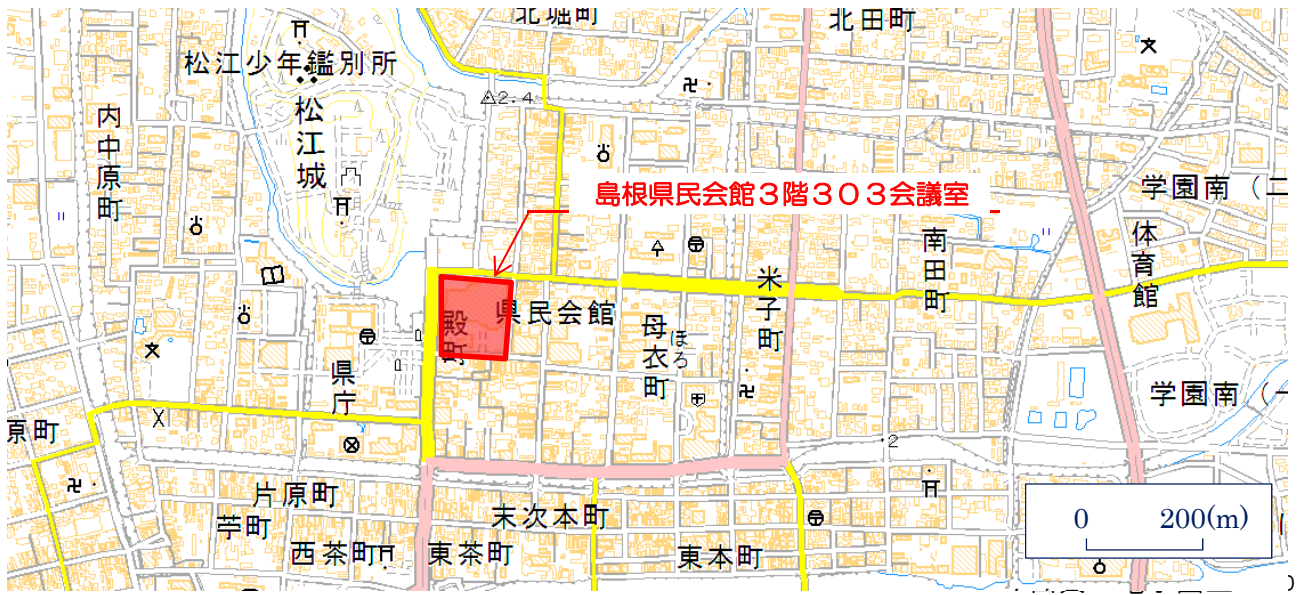 北堀町
北田町
松江少年鑑別所
2.4
松江城
内中原町
島根県民会館3階303会議室
学園南(二
南田町
体育館
米子町
県民会館
殿町
母衣町
ほろ
県庁
学園南(一
原町
2
片原町
苧町
末次本町
西茶町
東茶町
東本町
0 200(m)